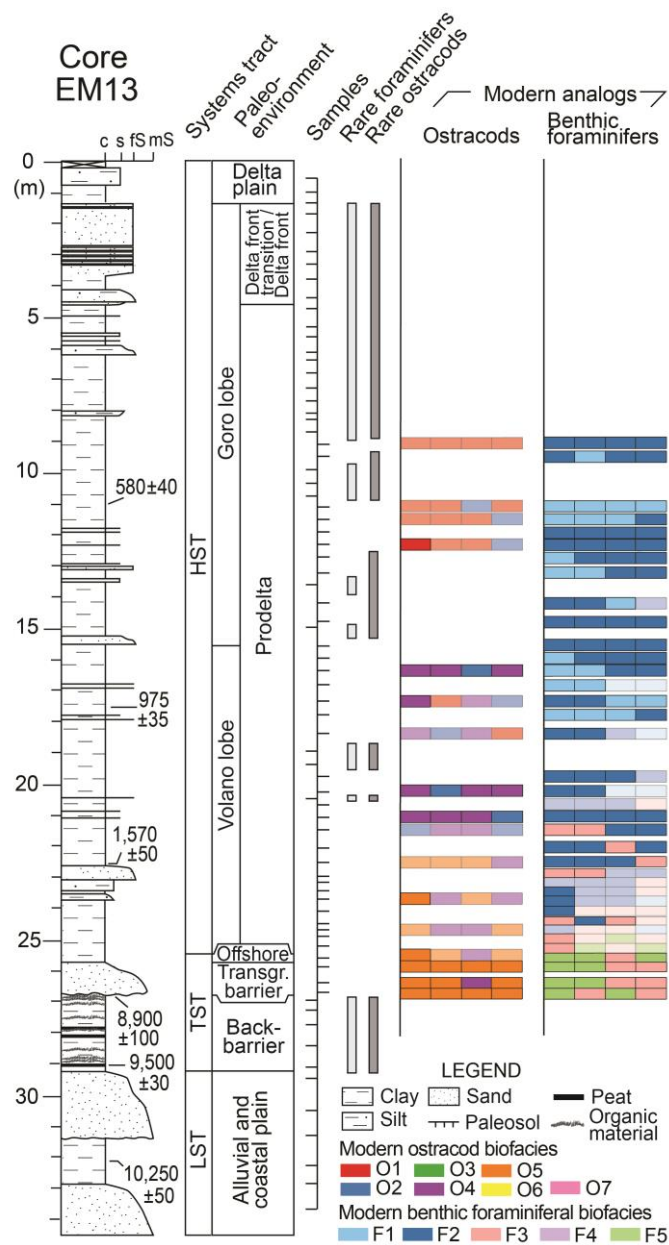 Core
EM13
c s fS mS
Systems tract
Paleo-
environment
Samples
Rare foraminifers
Rare ostracods
Modern analogs
Ostracods
Benthic
foraminifers
0
(m)
5
10
15
20
25
30
580±40
975
±35
1,570
±50
8,900
±100
9,500
±30
10,250
±50
HST
TST
LST
Delta
plain
Goro lobe
Delta front
transition /
Delta front
Volano lobe
Prodelta
Offshore
Transgr.
barrier
Back-
barrier
Alluvial and
coastal plain
LEGEND
Clay
Sand
Peat
Silt
Paleosol
Organic
material
Modern ostracod biofacies
O1 O3 O5
O2 O4 O6 O7
Modern benthic foraminiferal biofacies
F1 F2 F3 F4 F5